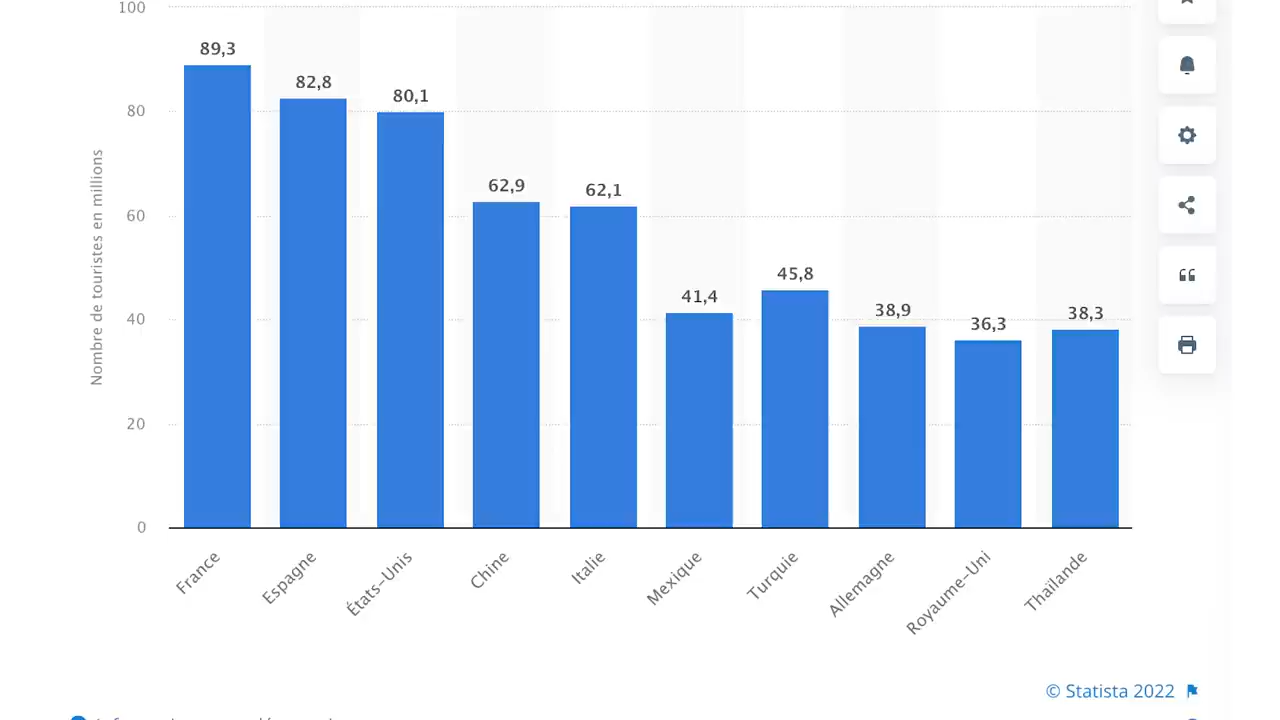 100
80
60
40
20
0
Nombre de touristes en millions
89,3
82,8
80,1
62,9
62,1
41,4
45,8
38,9
36,3
38,3
France
Espagne
États-Unis
Chine
Italie
Mexique
Turquie
Allemagne
Royaume-Uni
Thaïlande
© Statista 2022